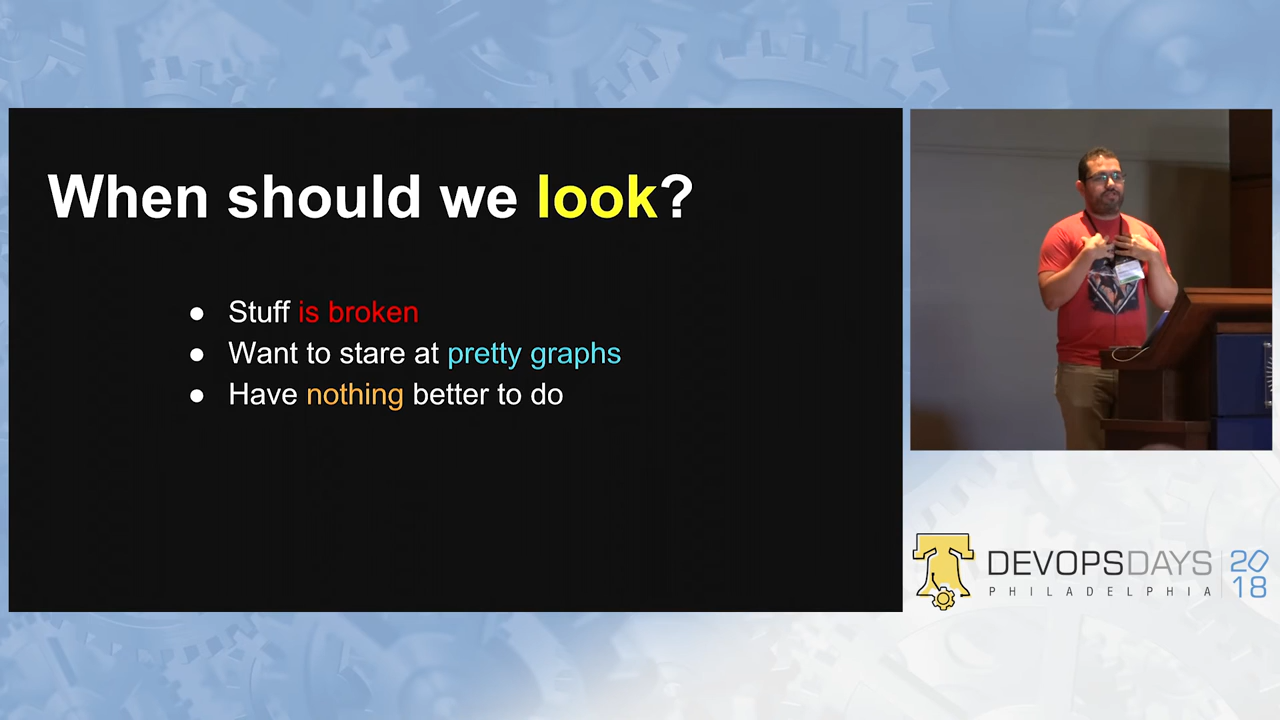 When should we look?
● Stuff is broken
● Want to stare at pretty graphs
● Have nothing better to do
DEVOPSDAYS
PHILADELPHIA
20
18